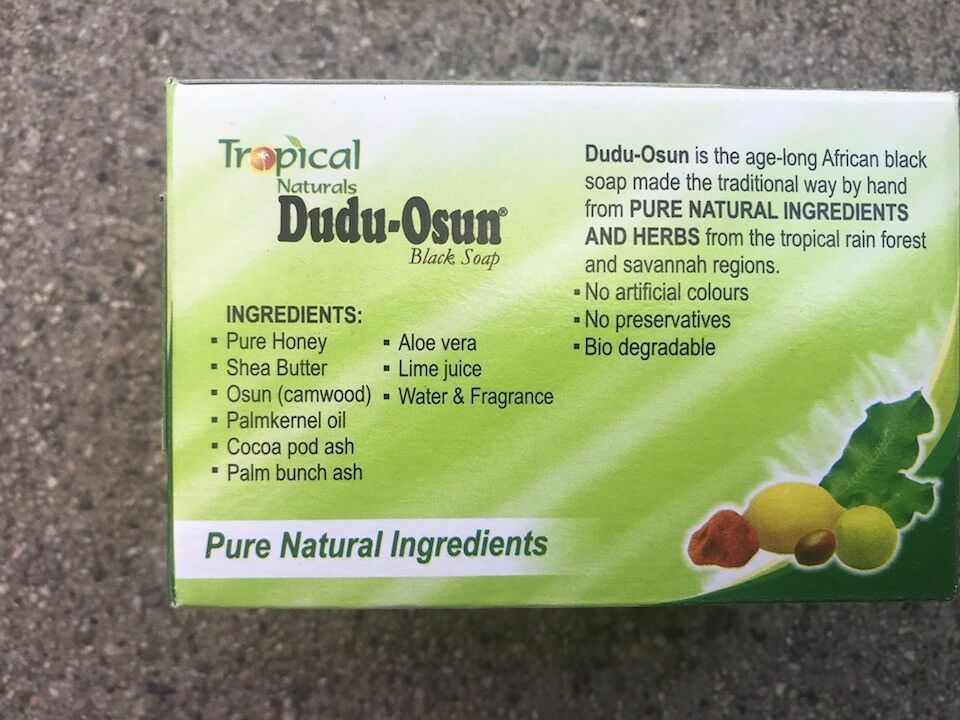 Tropical
Naturals
Dudu-Osun®
Black Soap
INGREDIENTS:
▪ Pure Honey
▪ Shea Butter
▪ Osun (camwood)
▪ Palmkernel oil
▪ Cocoa pod ash
▪ Palm bunch ash
▪ Aloe vera
▪ Lime juice
▪ Water & Fragrance
Dudu-Osun is the age-long African black
soap made the traditional way by hand
from PURE NATURAL INGREDIENTS
AND HERBS from the tropical rain forest
and savannah regions.
▪ No artificial colours
▪ No preservatives
▪ Bio degradable
Pure Natural Ingredients